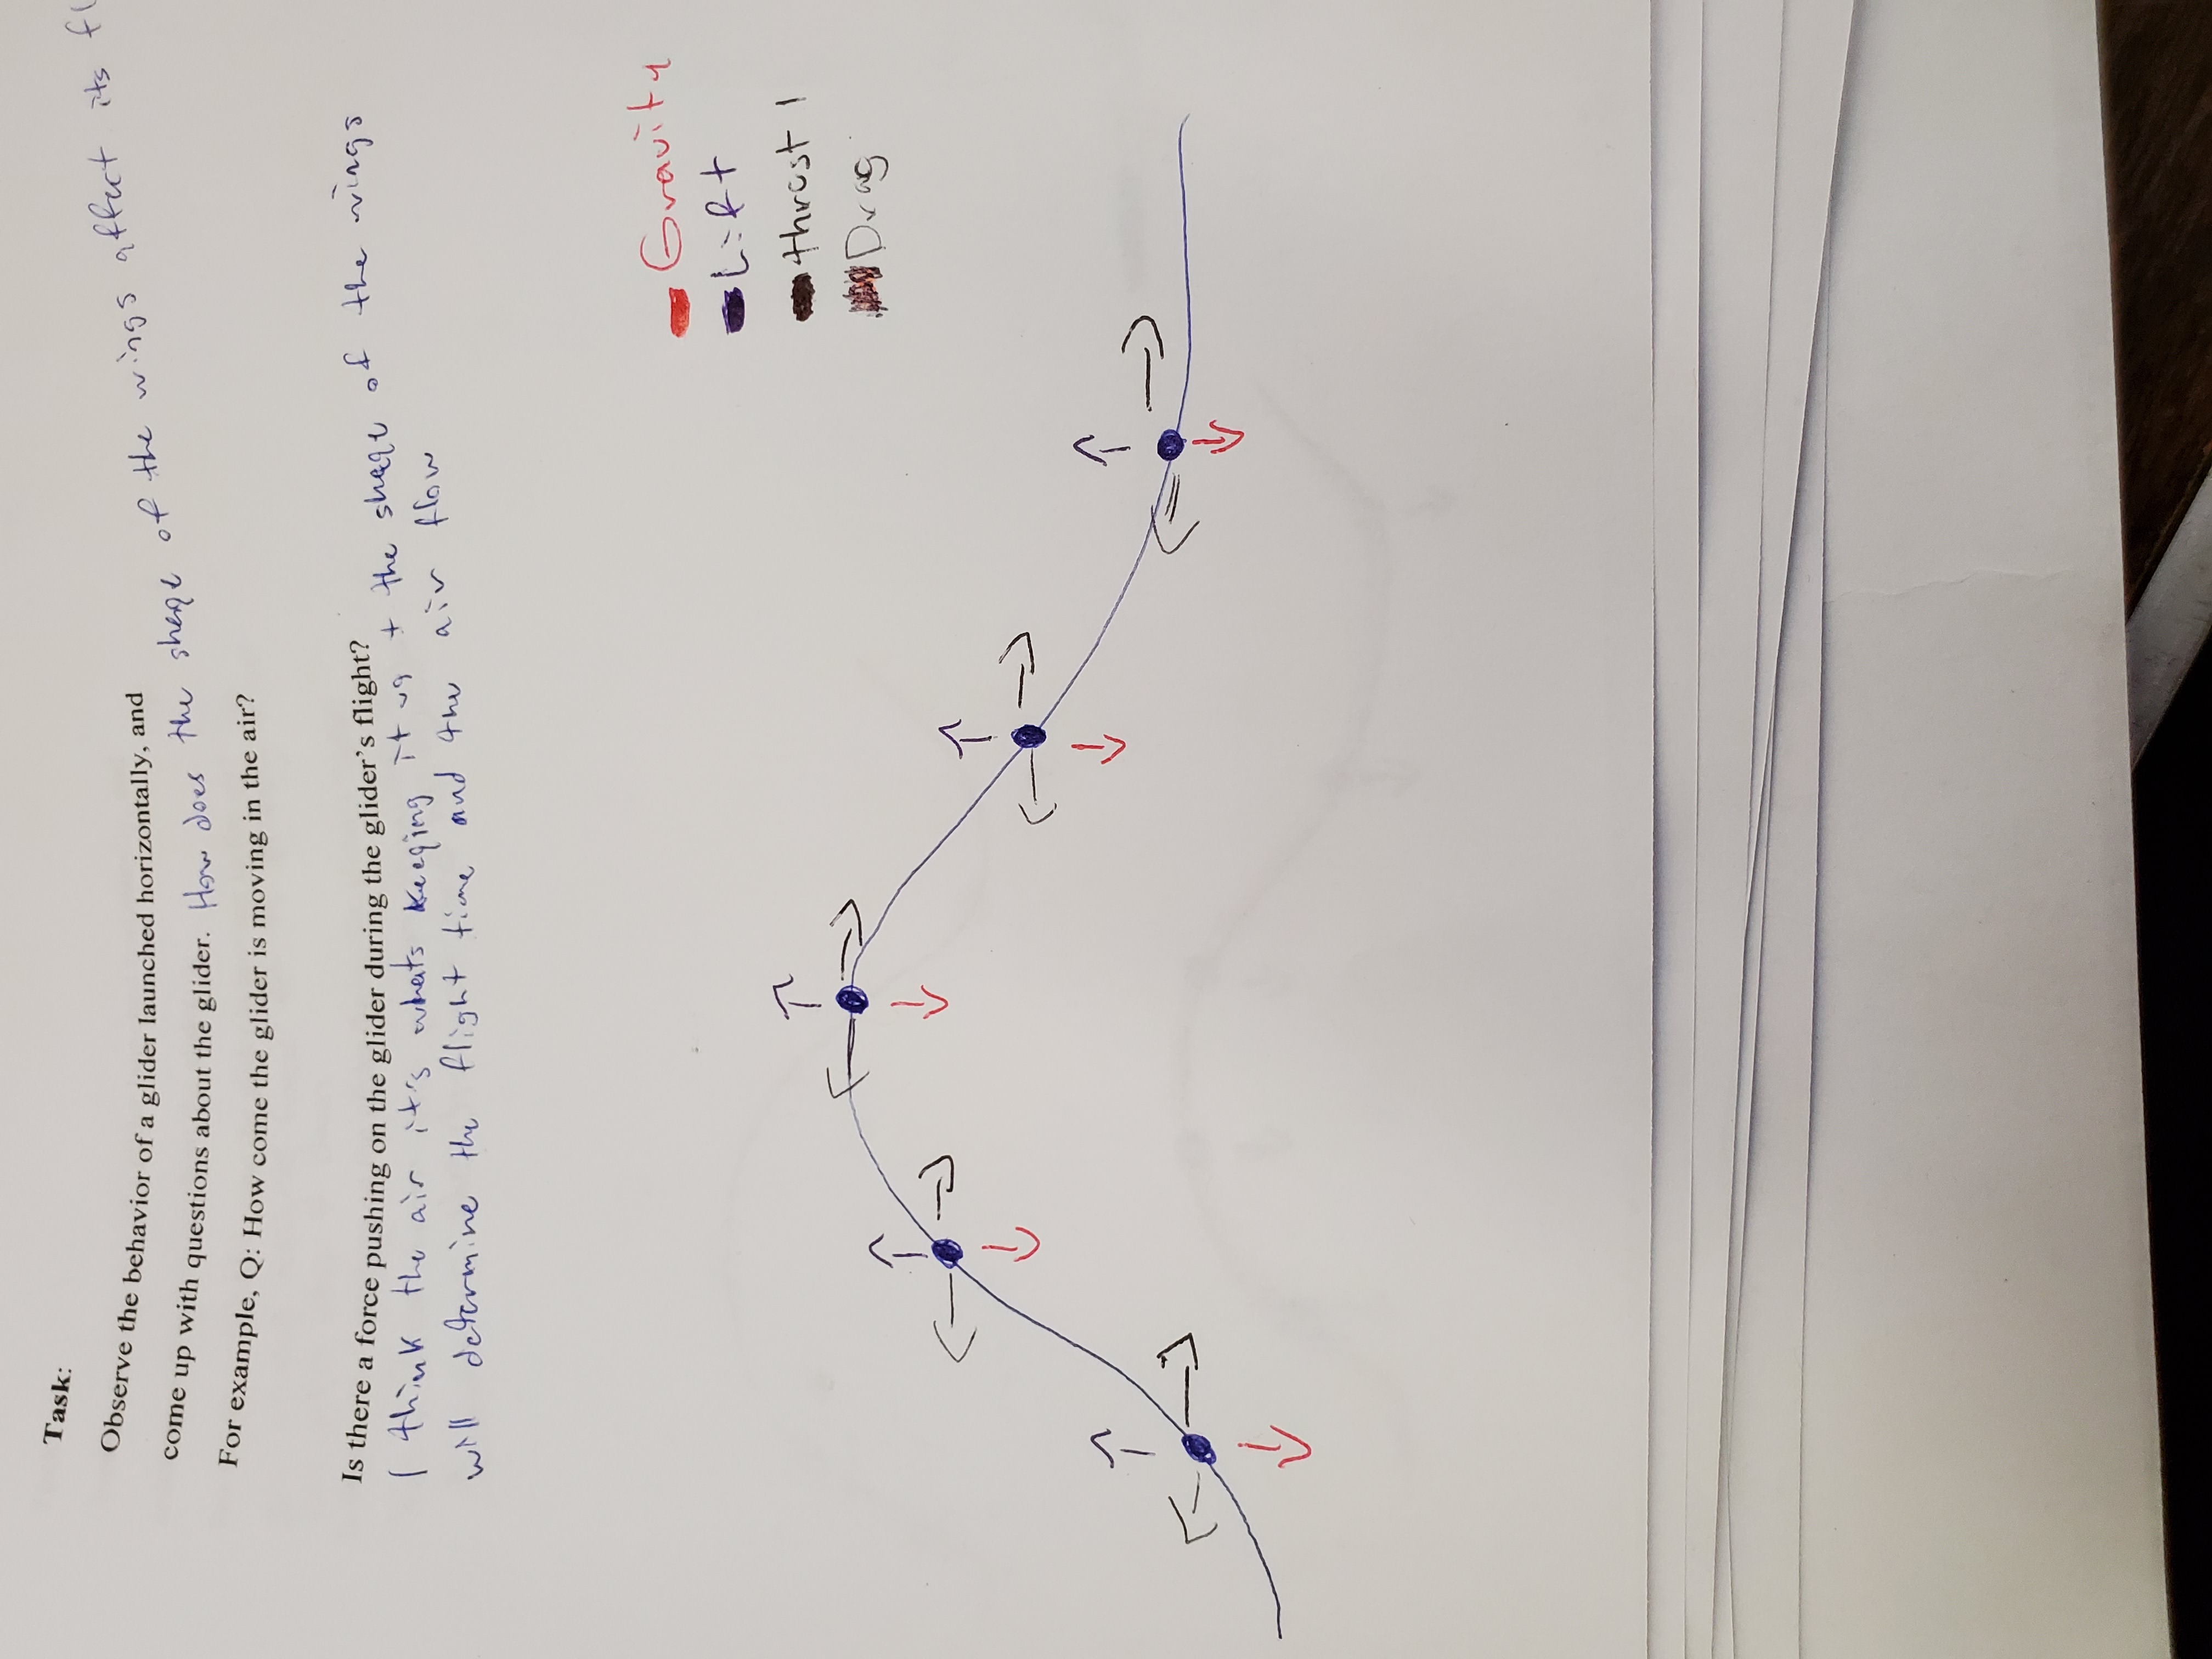 Task:
Observe the behavior of a glider launched horizontally, and
come up with questions about the glider. How does the shape of the wings affect its fl
For example, Q: How come the glider is moving in the air?
Is there a force pushing on the glider during the glider's flight?
I think the air it's whats keeping it up + the shape of the wings
will determine the flight time and the air flow
Gravity
Lift
thrust
Drag